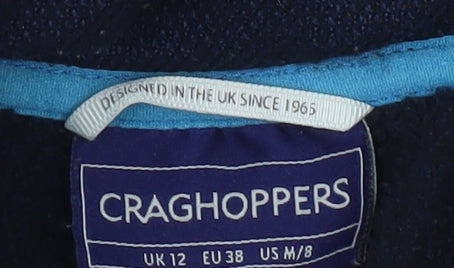 DESIGNED IN THE UK SINCE 1965
CRAGHOPPERS
UK 12 EU 38 US M/8